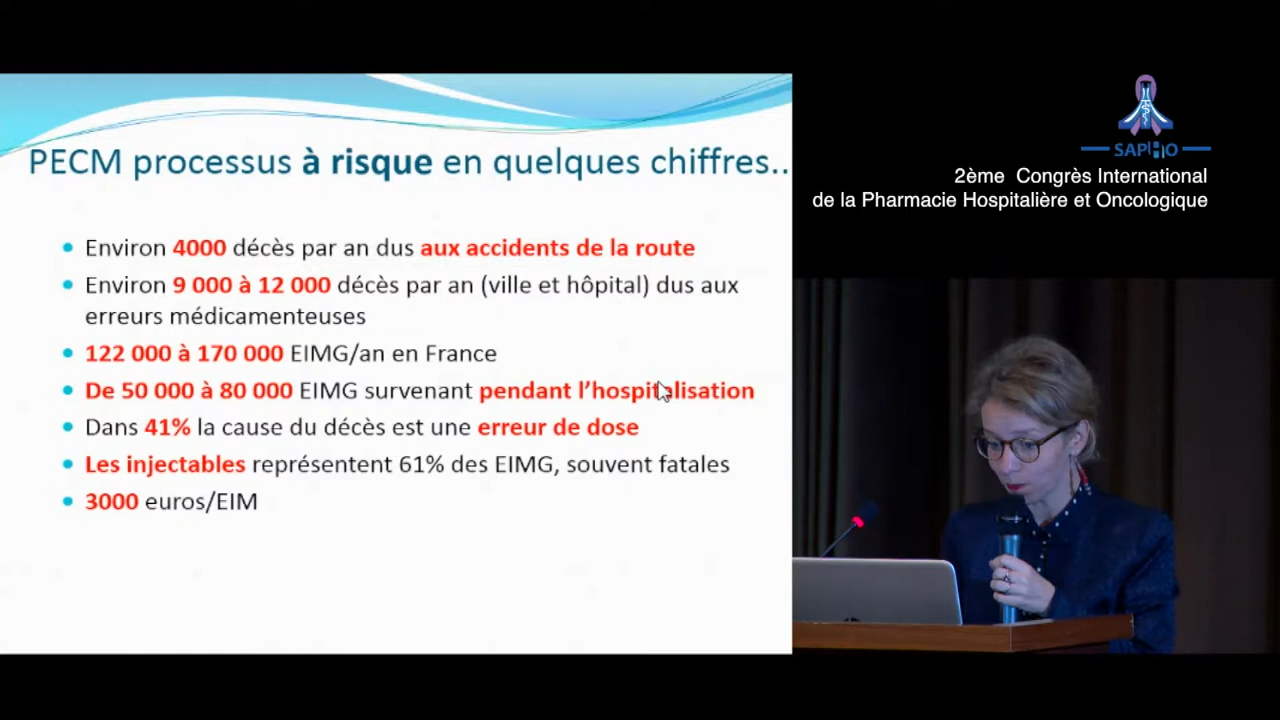 PECM processus à risque en quelques chiffres..
Environ 4000 décès par an dus aux accidents de la route
Environ 9 000 à 12 000 décès par an (ville et hôpital) dus aux
erreurs médicamenteuses
122 000 à 170 000 EIMG/an en France
De 50 000 à 80 000 EIMG survenant pendant l’hospitalisation
Dans 41% la cause du décès est une erreur de dose
Les injectables représentent 61% des EIMG, souvent fatales
3000 euros/EIM
SAPHO
2ème Congrès International
de la Pharmacie Hospitalière et Oncologique